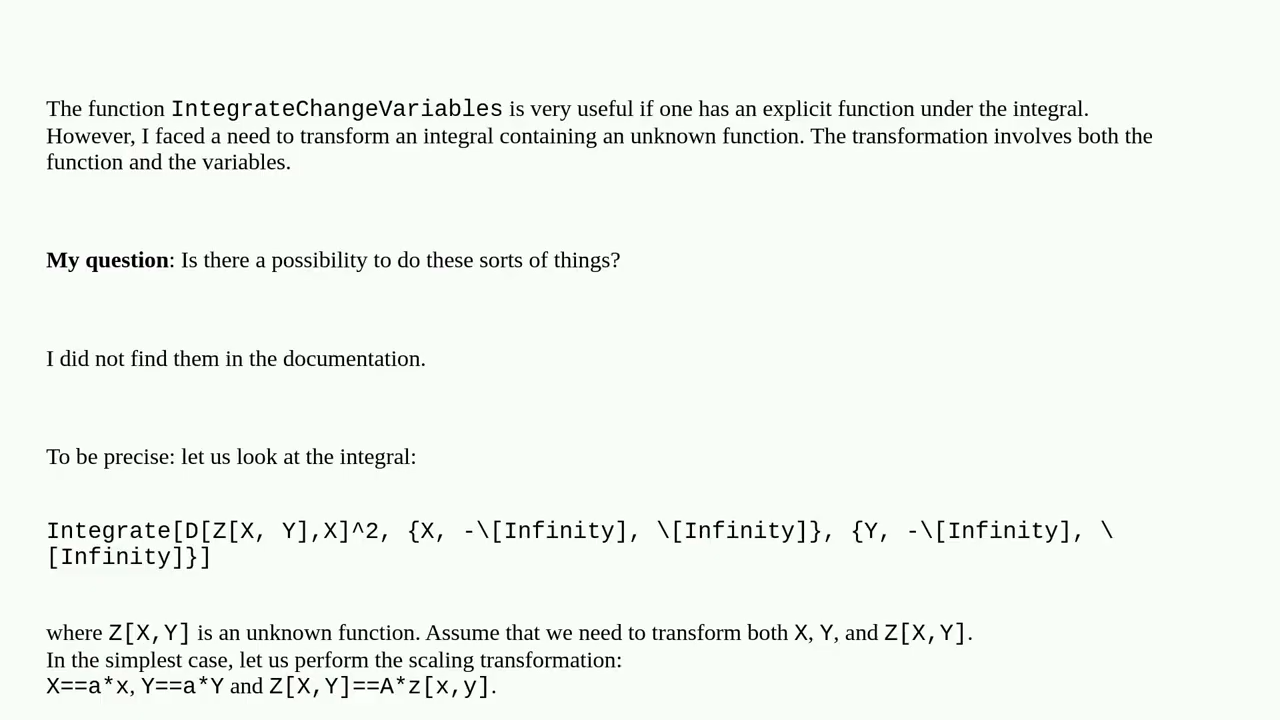 The function IntegrateChangeVariables is very useful if one has an explicit function under the integral.
However, I faced a need to transform an integral containing an unknown function. The transformation involves both the
function and the variables.
My question: Is there a possibility to do these sorts of things?
I did not find them in the documentation.
To be precise: let us look at the integral:
Integrate[D[Z[X, Y],X]^2, {X, -\[Infinity], \[Infinity]}, {Y, -\[Infinity], \
[Infinity]}]
where Z[X,Y] is an unknown function. Assume that we need to transform both X, Y, and Z[X,Y].
In the simplest case, let us perform the scaling transformation:
X==a*x, Y==a*Y and Z[X,Y]==A*z[x,y].